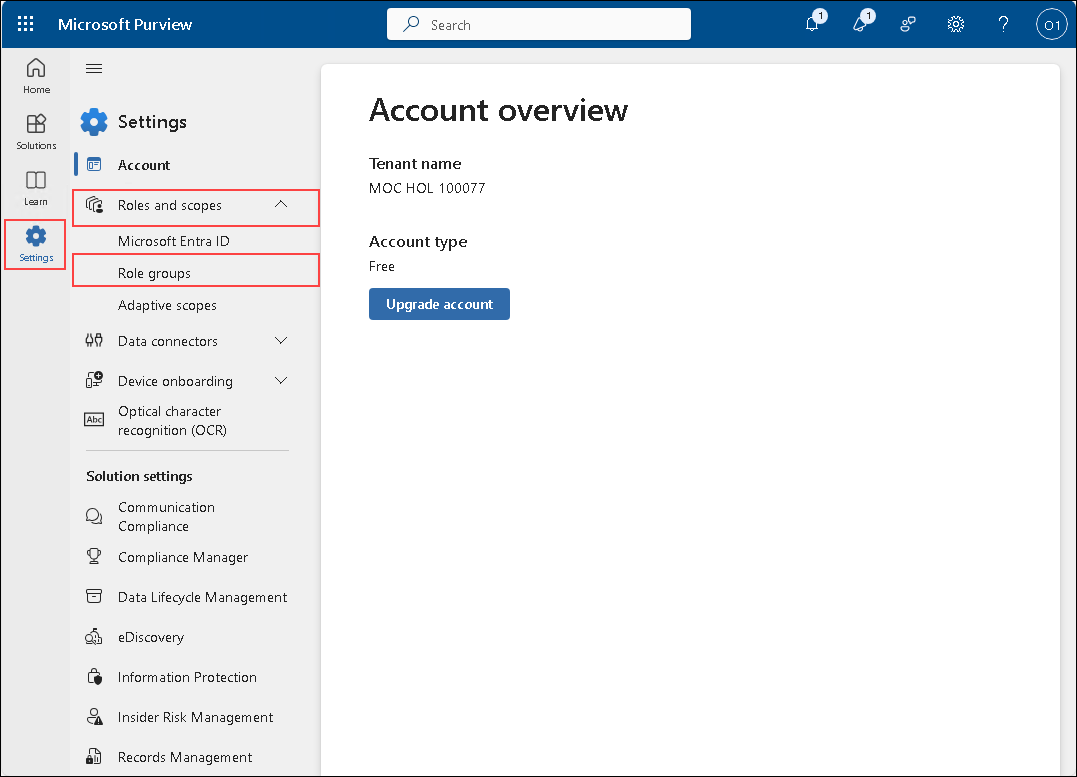 Microsoft Purview
Search
1
1
?
O1
Home
Solutions
Learn
Settings
Settings
Account
Roles and scopes
Microsoft Entra ID
Role groups
Adaptive scopes
Data connectors
Device onboarding
Abc
Optical character
recognition (OCR)
Solution settings
Communication
Compliance
Compliance Manager
Data Lifecycle Management
eDiscovery
Information Protection
Insider Risk Management
Records Management
Account overview
Tenant name
MOC HOL 100077
Account type
Free
Upgrade account